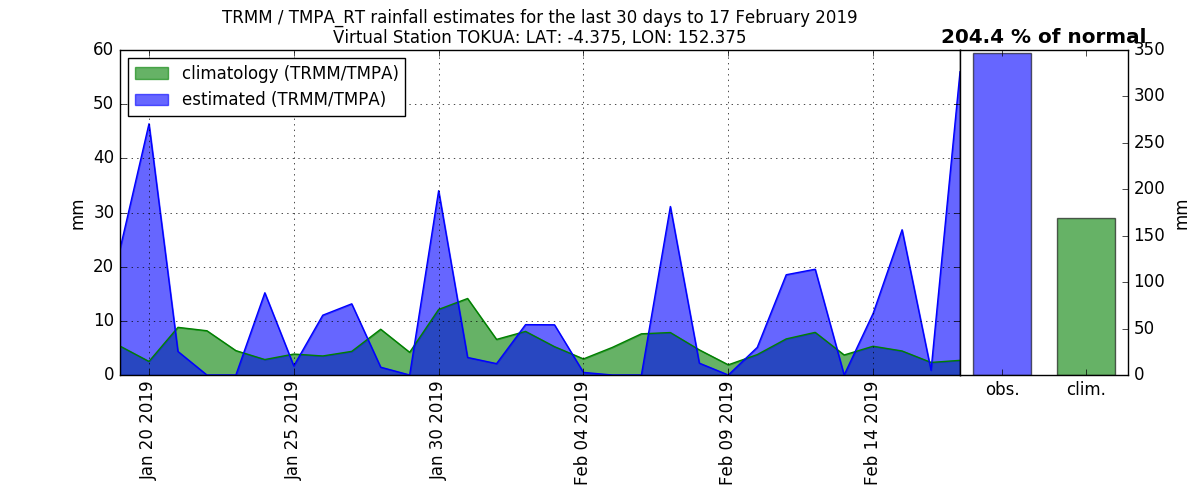 TRMM / TMPA_RT rainfall estimates for the last 30 days to 17 February 2019
Virtual Station TOKUA: LAT: -4.375, LON: 152.375
204.4 % of normal
climatology (TRMM/TMPA)
estimated (TRMM/TMPA)
60
50
40
30
20
10
0
mm
Jan 20 2019
Jan 25 2019
Jan 30 2019
Feb 04 2019
Feb 09 2019
Feb 14 2019
350
300
250
200
150
100
50
0
mm
obs.
clim.